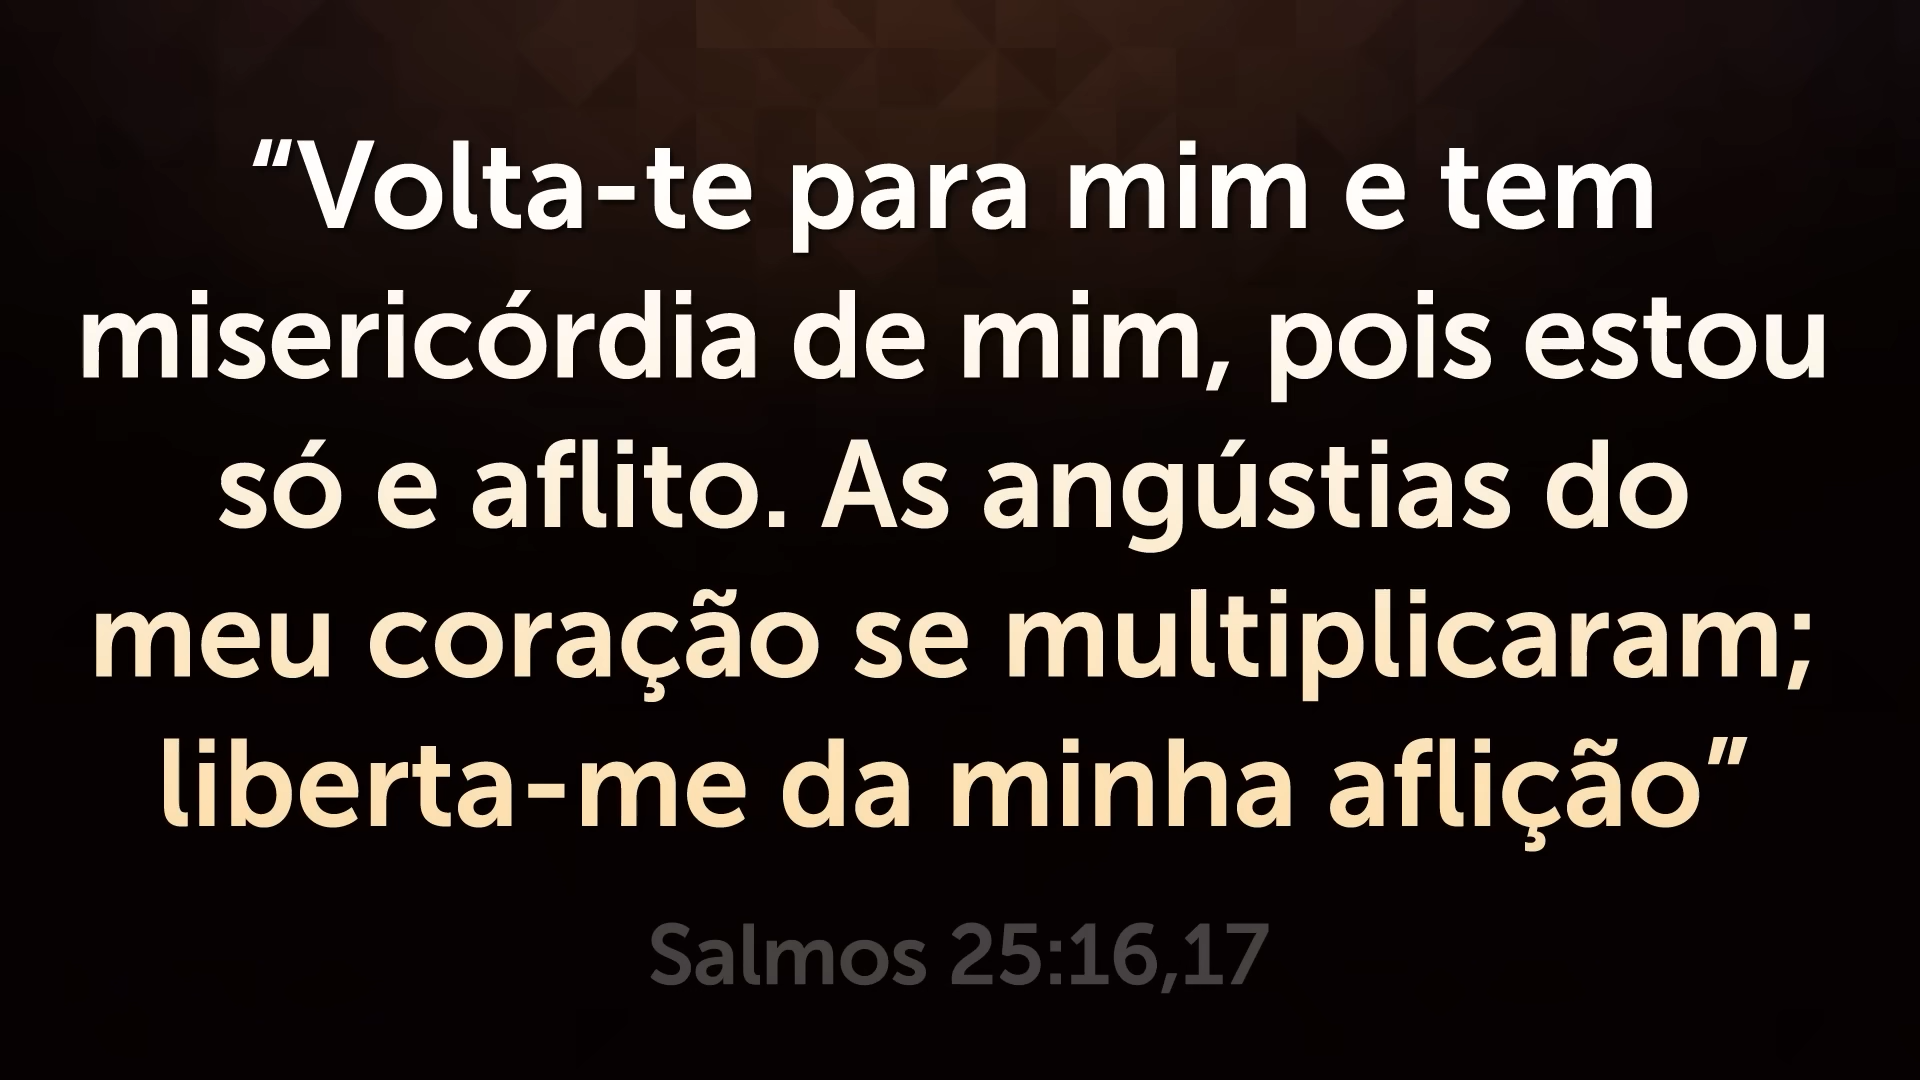 “Volta-te para mim e tem
misericórdia de mim, pois estou
só e aflito. As angústias do
meu coração se multiplicaram;
liberta-me da minha aflição”
Salmos 25:16,17